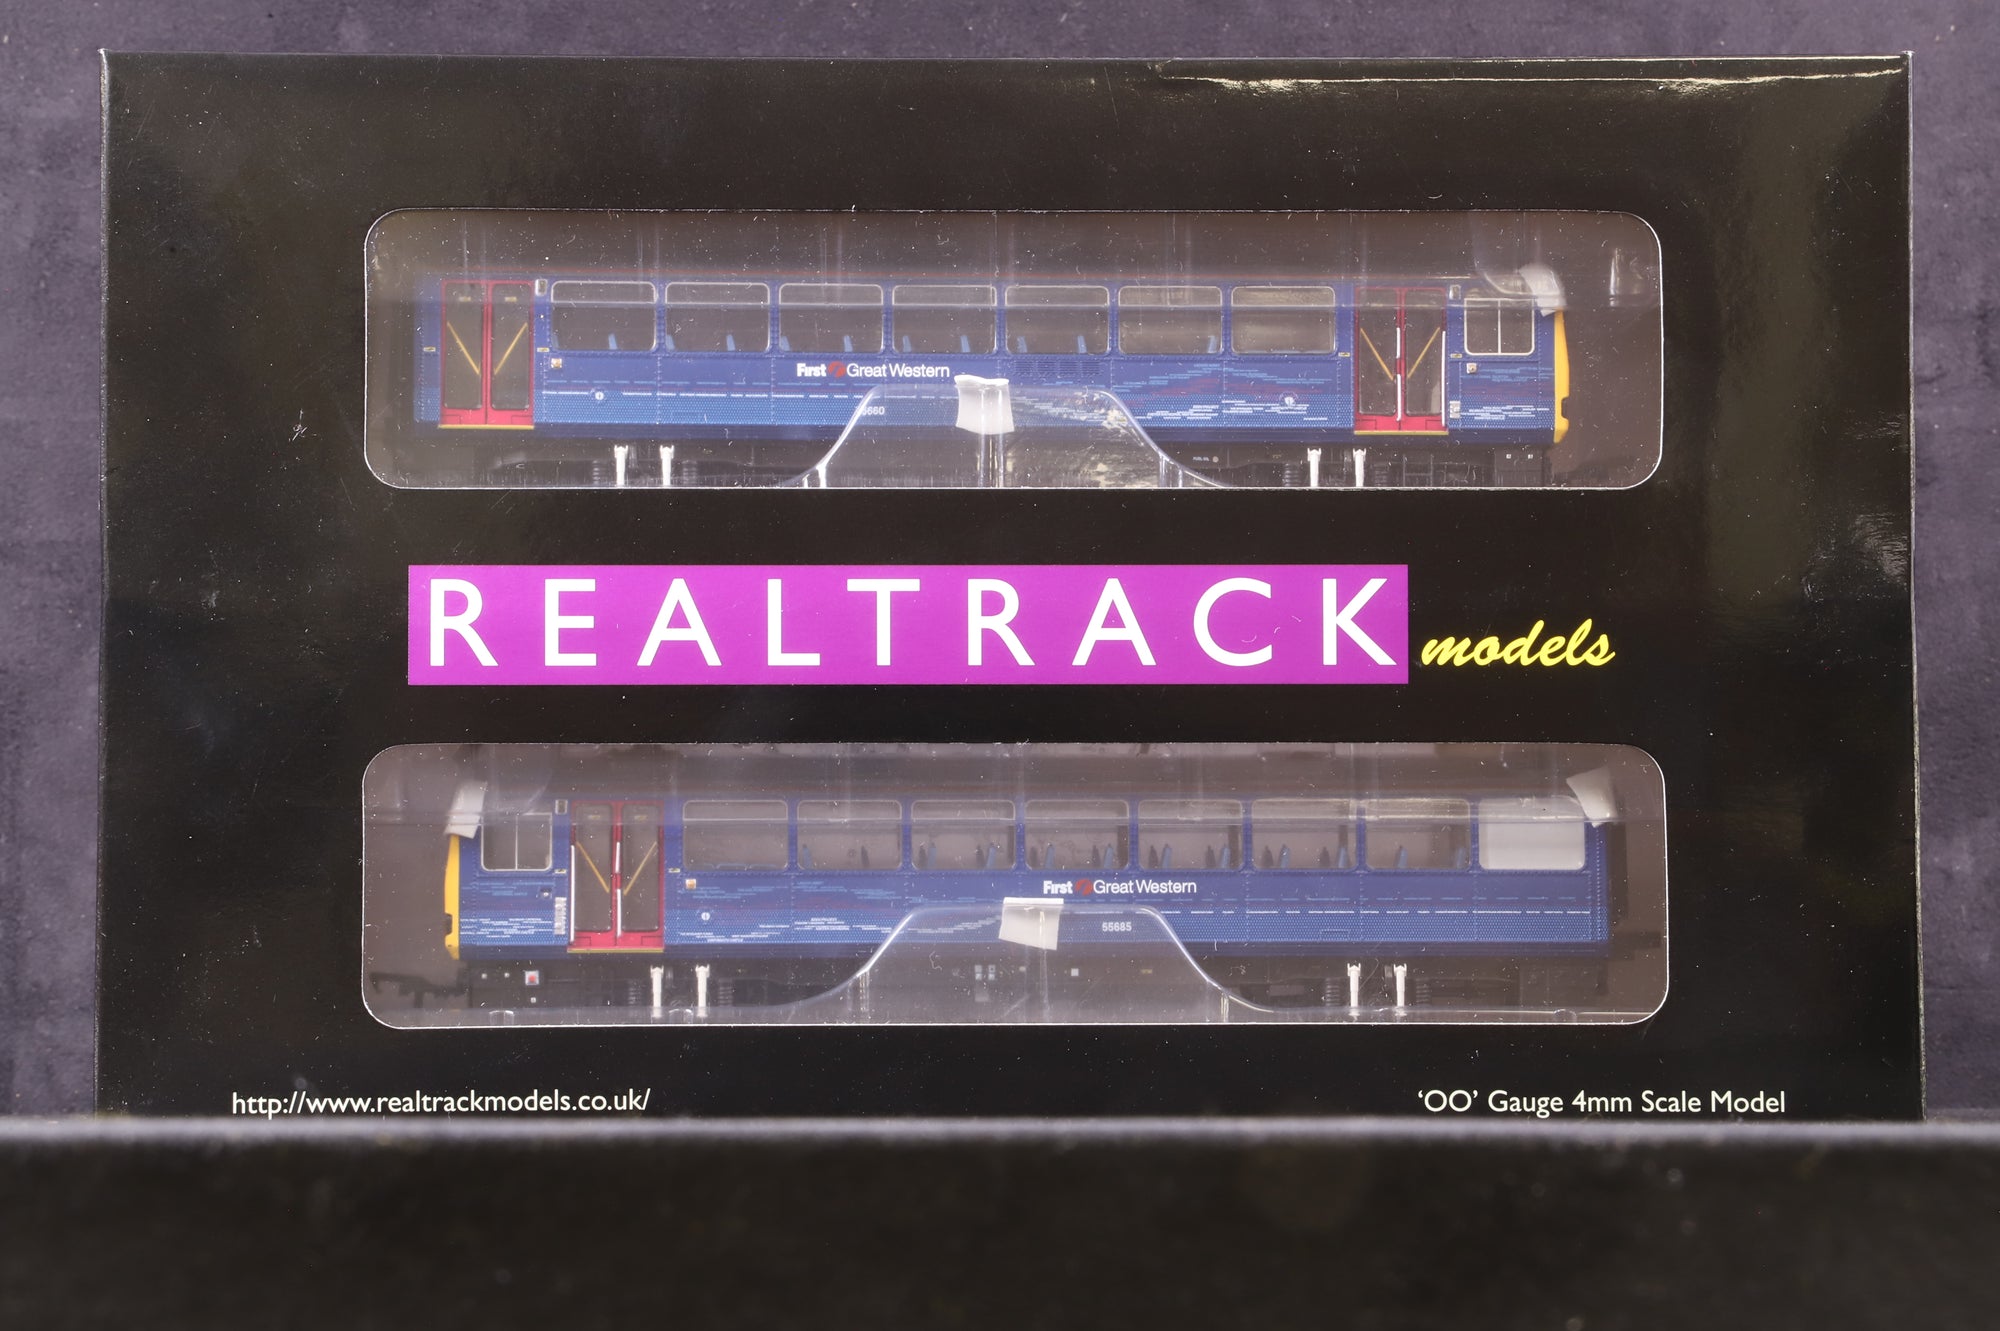 First Great Western
REALTRACK models
First Great Western
55685
http://www.realtrackmodels.co.uk/
‘OO’ Gauge 4mm Scale Model